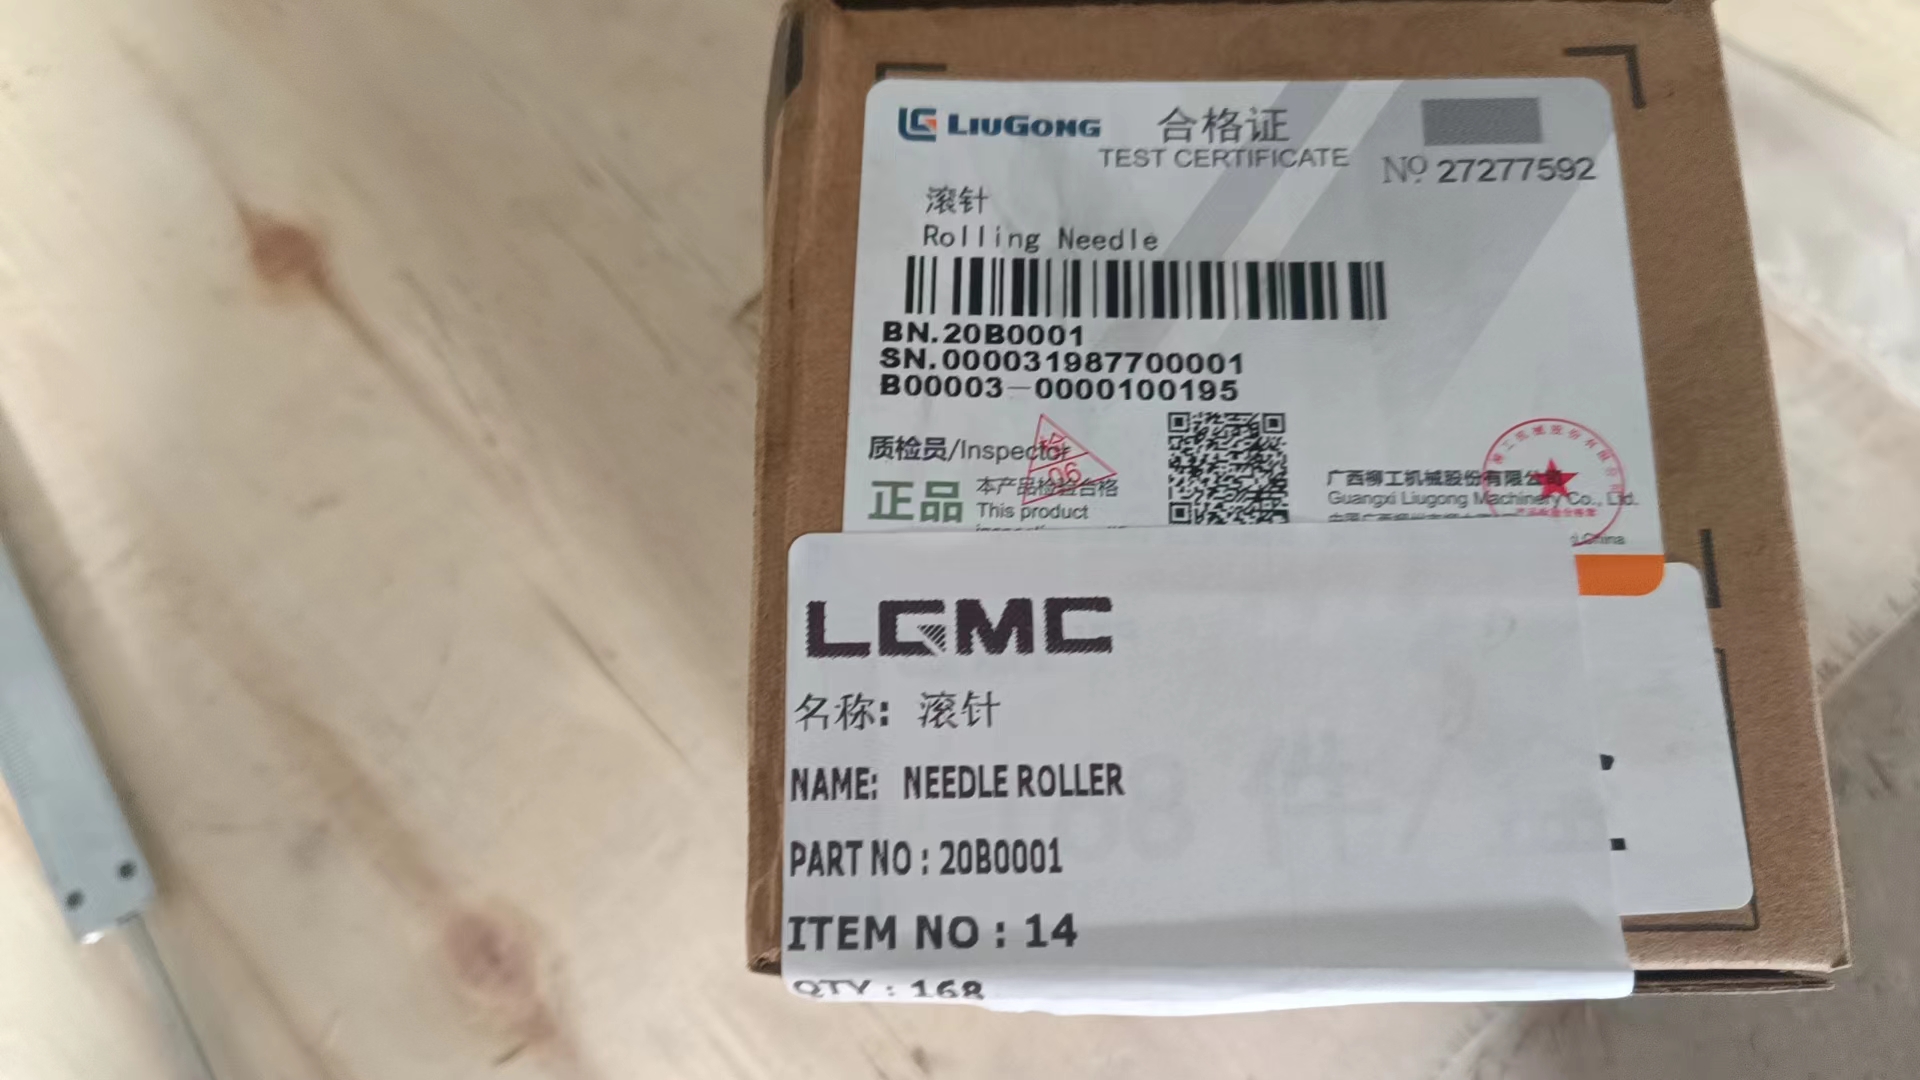 LIUGONG 合格证
TEST CERTIFICATE
№ 27277592
滚针
Rolling Needle
BN.20B0001
SN.000031987700001
B00003-0000100195
质检员/Inspector
检
06
正品 本产品检验合格
This product
广西柳工机械股份有限公司
Guangxi Liugong Machinery Co., Ltd.
China
LGMC
名称: 滚针
NAME: NEEDLE ROLLER
PART NO : 20B0001
ITEM NO : 14
QTY : 168